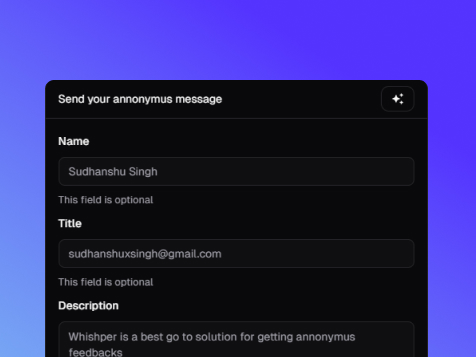 Send your annonymus message
Name
Sudhanshu Singh
This field is optional
Title
sudhanshuxsingh@gmail.com
This field is optional
Description
Whishper is a best go to solution for getting annonymus
feedbacks